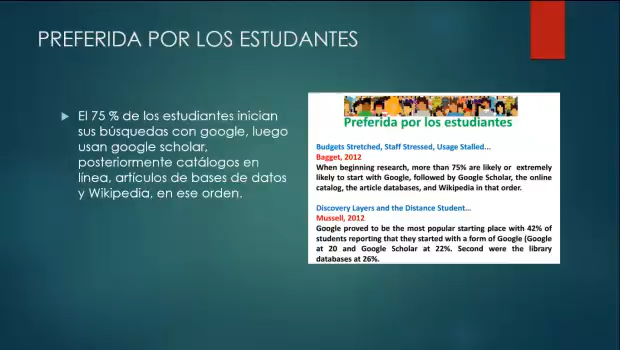 PREFERIDA POR LOS ESTUDANTES
El 75 % de los estudiantes inician
sus búsquedas con google, luego
usan google scholar,
posteriormente catálogos en
línea, artículos de bases de datos
y Wikipedia, en ese orden.
Preferida por los estudiantes
Budgets Stretched, Staff Stressed, Usage Stalled...
Bagget, 2012
When beginning research, more than 75% are likely or extremely
likely to start with Google, followed by Google Scholar, the online
catalog, the article databases, and Wikipedia in that order.
Discovery Layers and the Distance Student...
Mussell, 2012
Google proved to be the most popular starting place with 42% of
students reporting that they started with a form of Google (Google
at 20 and Google Scholar at 22%. Second were the library
databases at 26%.